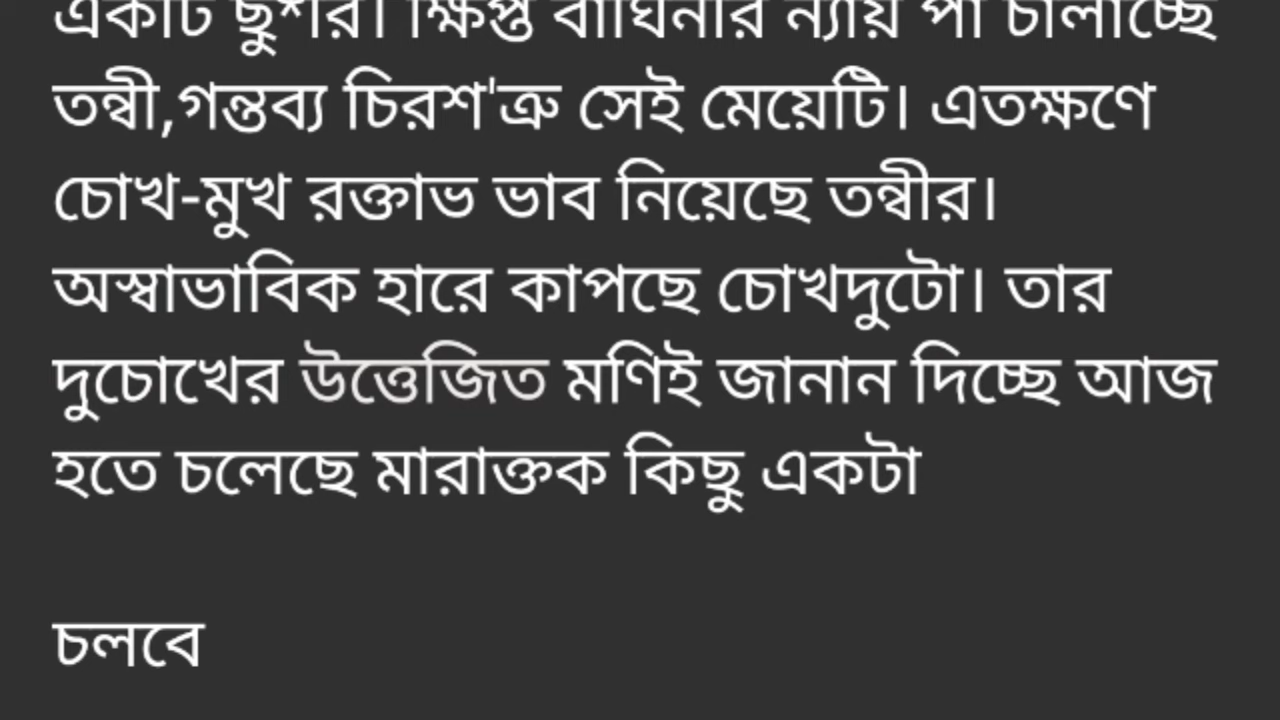 একটি ছু*রি। ক্ষিপ্ত বাঘিনীর ন্যায় পা চালাচ্ছে
তন্বী,গন্তব্য চিরশ'ত্রু সেই মেয়েটি। এতক্ষণে
চোখ-মুখ রক্তাভ ভাব নিয়েছে তন্বীর।
অস্বাভাবিক হারে কাপছে চোখদুটো। তার
দুচোখের উত্তেজিত মণিই জানান দিচ্ছে আজ
হতে চলেছে মারাক্তক কিছু একটা
চলবে